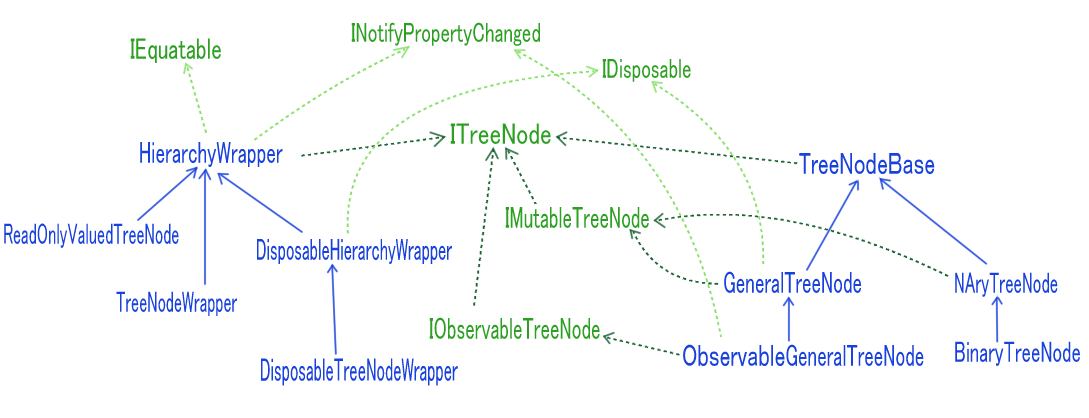 INotifyPropertyChanged
IEquatable
IDisposable
ITreeNode
HierarchyWrapper
TreeNodeBase
IMutableTreeNode
ReadOnlyValuedTreeNode
DisposableHierarchyWrapper
GeneralTreeNode
NAryTreeNode
TreeNodeWrapper
IObservableTreeNode
ObservableGeneralTreeNode
BinaryTreeNode
DisposableTreeNodeWrapper